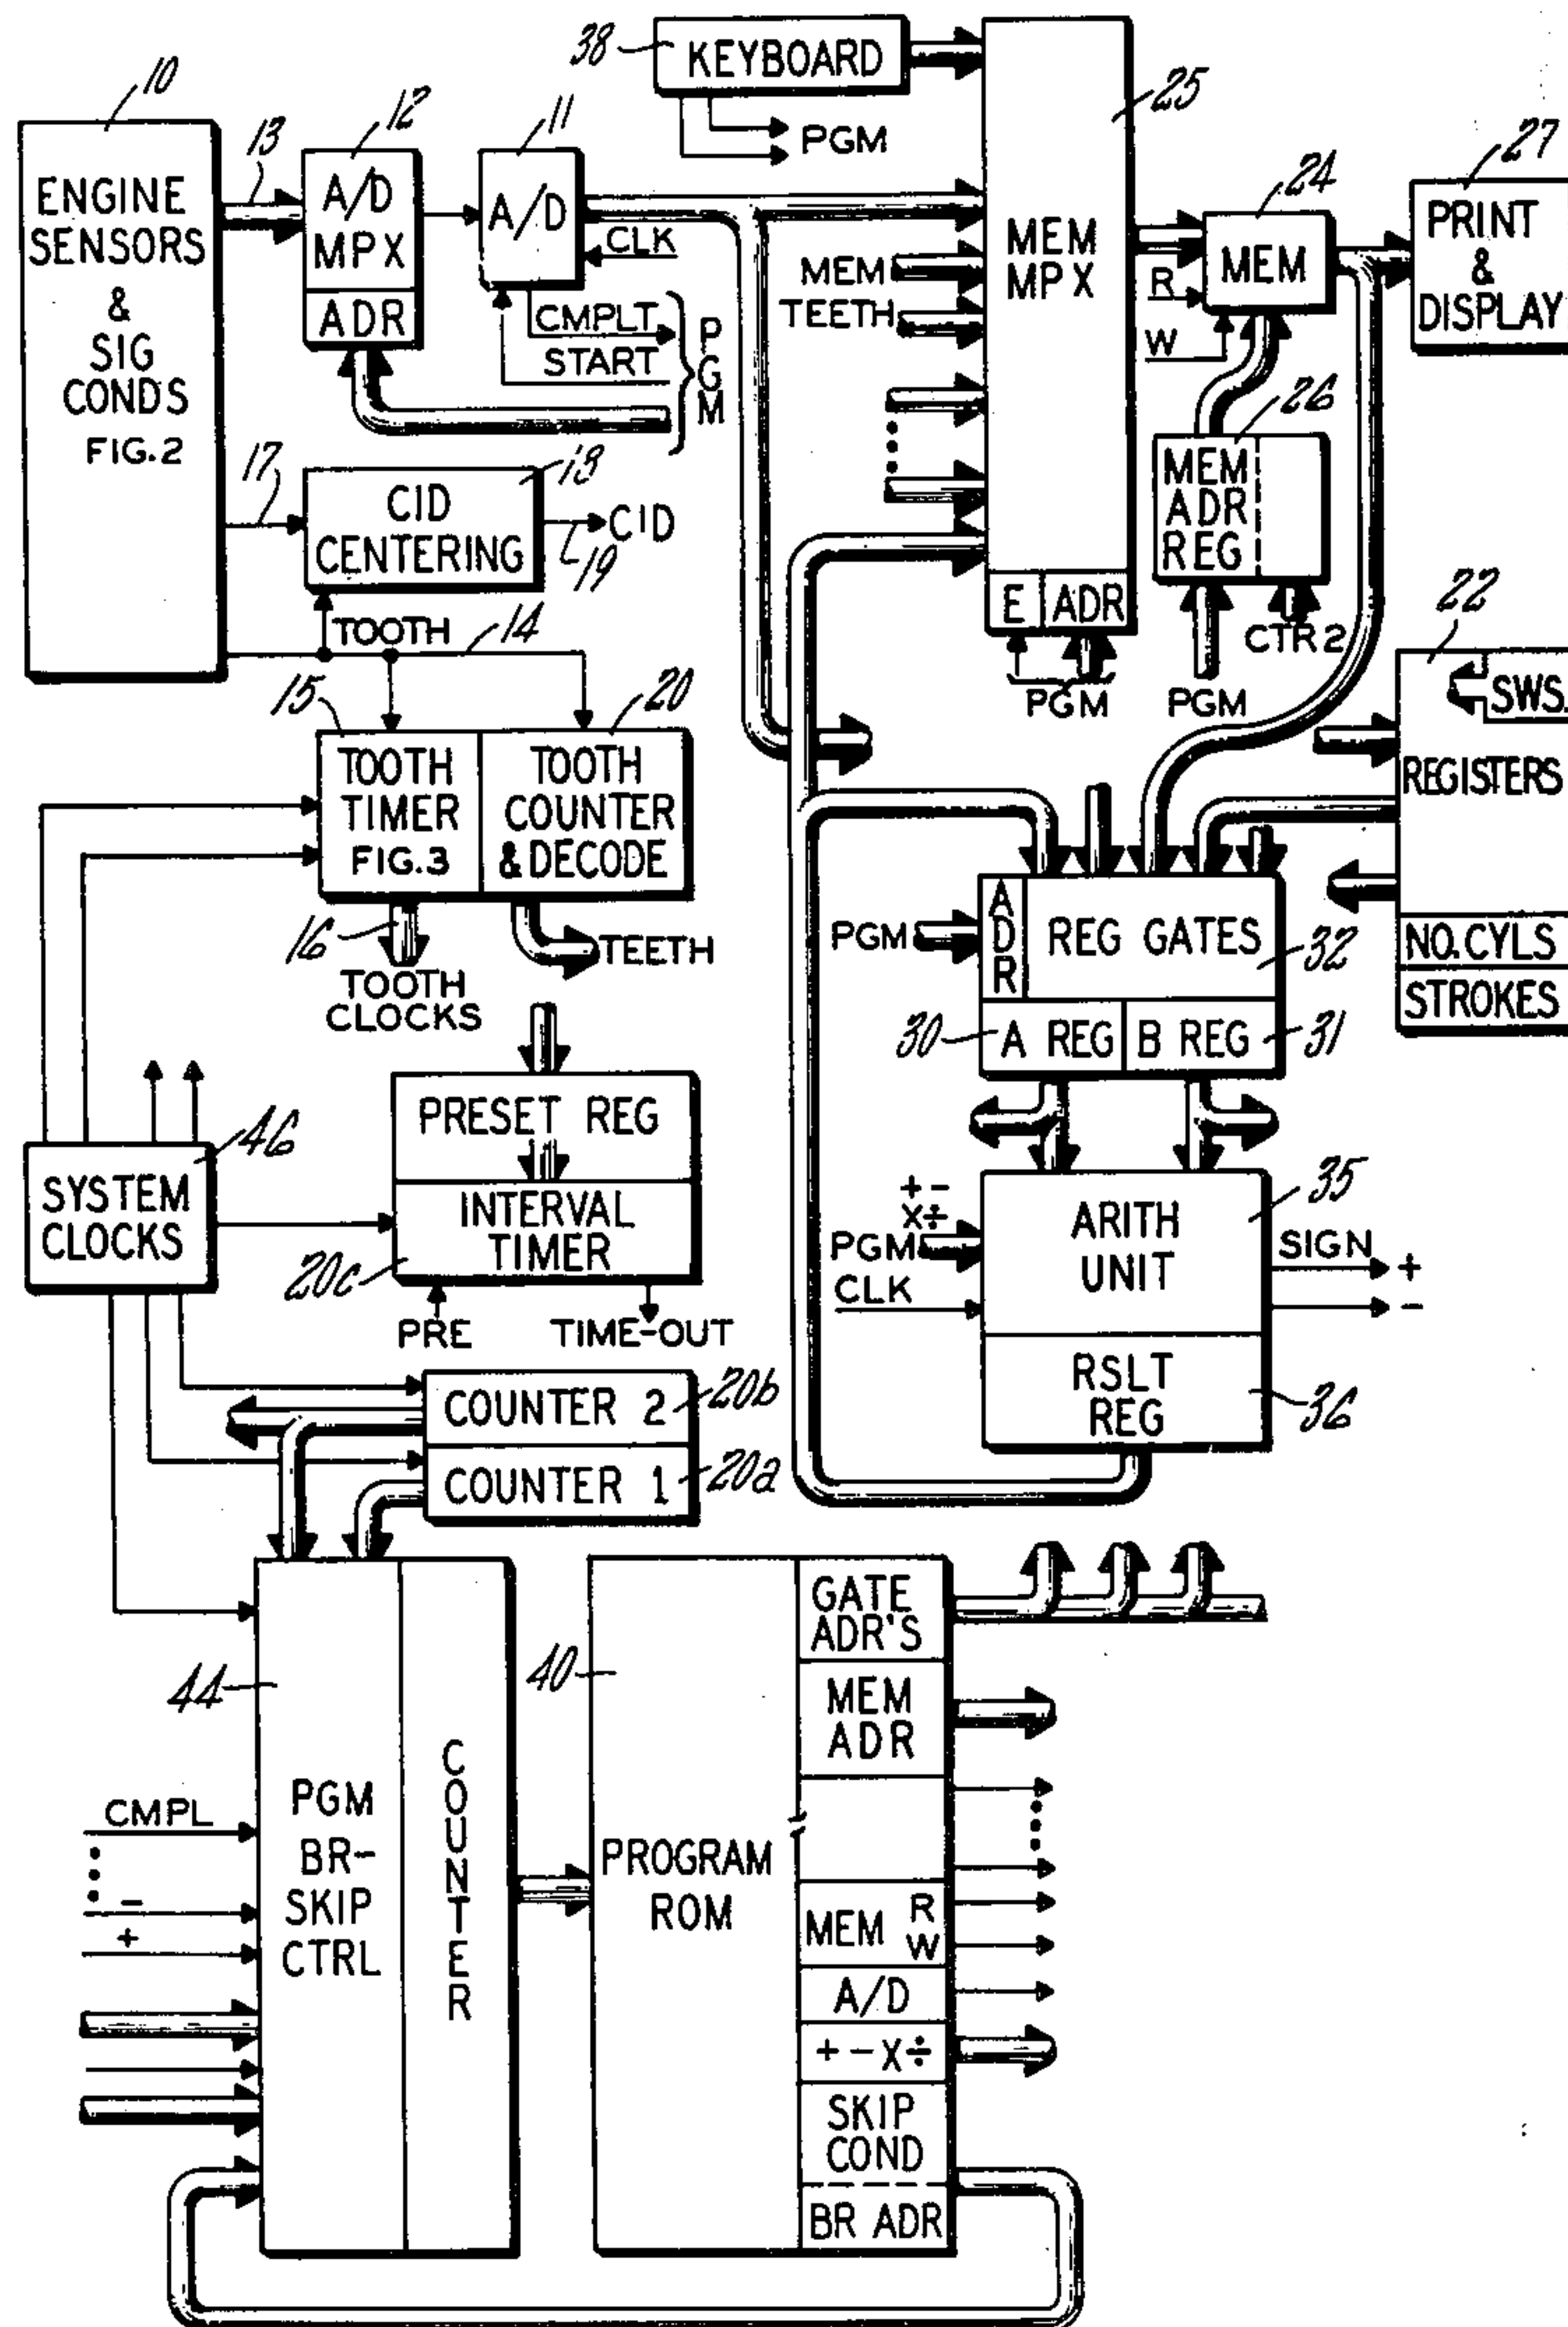 38
KEYBOARD
PGM
10
ENGINE
SENSORS
&
SIG
CONDS
FIG.2
13
12
A/D
MPX
ADR
11
A/D
CLK
CMPLT
START
PGM
25
MEM
MPX
MEM
TEETH
E
ADR
PGM
24
MEM
R
W
27
PRINT
&
DISPLAY
26
MEM
ADR
REG
PGM
CTR2
17
18
CID
CENTERING
CID
19
TOOTH
14
15
TOOTH
TIMER
FIG.3
20
TOOTH
COUNTER
& DECODE
16
TOOTH
CLOCKS
TEETH
22
SWS.
REGISTERS
NO.CYLS
STROKES
PGM
ADR
REG GATES
32
30
A REG
B REG
31
46
SYSTEM
CLOCKS
PRESET REG
INTERVAL
TIMER
20c
PRE
TIME-OUT
+ -
X÷
PGM
CLK
ARITH
UNIT
35
SIGN
+
-
RSLT
REG
36
COUNTER 2
20b
COUNTER 1
20a
44
PGM
BR-
SKIP
CTRL
COUNTER
CMPL
-
+
40
PROGRAM
ROM
GATE
ADR'S
MEM
ADR
MEM
R
W
A/D
+ - X ÷
SKIP
COND
BR ADR